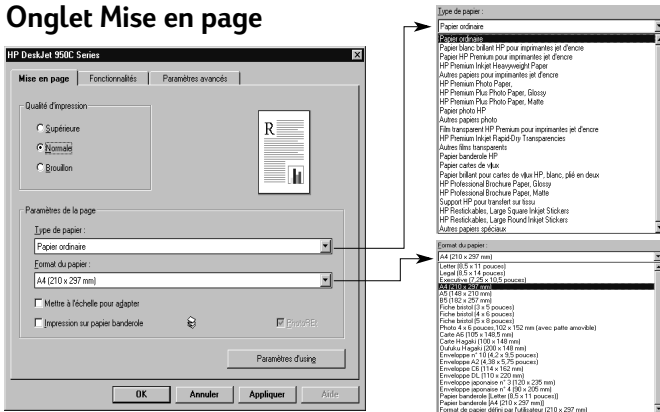 Onglet Mise en page
HP DeskJet 950C Series
Mise en page
Fonctionnalités
Paramètres avancés
Qualité d'impression
Supérieure
Normale
Brouillon
R
Paramètres de la page
Type de papier :
Papier ordinaire
Format du papier :
A4 (210 x 297 mm)
Mettre à l'échelle pour adapter
Impression sur papier banderole
PhotoREt
Paramètres d'usine
OK
Annuler
Appliquer
Aide
Type de papier :
Papier ordinaire
Papier ordinaire
Papier blanc brillant HP pour imprimantes jet d'encre
Papier HP Premium pour imprimantes jet d'encre
HP Premium Inkjet Heavyweight Paper
Autres papiers pour imprimantes jet d'encre
HP Premium Photo Paper,
HP Premium Plus Photo Paper, Glossy
HP Premium Plus Photo Paper, Matte
Papier photo HP
Autres papiers photo
Film transparent HP Premium pour imprimantes jet d'encre
HP Premium Inkjet Rapid-Dry Transparencies
Autres films transparents
Papier banderole HP
Papier cartes de vœux
Papier brillant pour cartes de vœux HP, blanc, plié en deux
HP Professional Brochure Paper, Glossy
HP Professional Brochure Paper, Matte
Support HP pour transfert sur tissu
HP Restickables, Large Square Inkjet Stickers
HP Restickables, Large Round Inkjet Stickers
Autres papiers spéciaux
Format du papier :
A4 (210 x 297 mm)
Letter (8,5 x 11 pouces)
Legal (8,5 x 14 pouces)
Executive (7,25 x 10,5 pouces)
A4 (210 x 297 mm)
A5 (148 x 210 mm)
B5 (182 x 257 mm)
Fiche bristol (3 x 5 pouces)
Fiche bristol (4 x 6 pouces)
Fiche bristol (5 x 8 pouces)
Photo 4 x 6 pouces,102 x 152 mm (avec patte amovible)
Carte A6 (105 x 148,5 mm)
Carte Hagaki (100 x 148 mm)
Oufuku Hagaki (200 x 148 mm)
Enveloppe n° 10 (4,2 x 9,5 pouces)
Enveloppe A2 (4,38 x 5,75 pouces)
Enveloppe C6 (114 x 162 mm)
Enveloppe DL (110 x 220 mm)
Enveloppe japonaise n° 3 (120 x 235 mm)
Enveloppe japonaise n° 4 (90 x 205 mm)
Papier banderole [Letter (8,5 x 11 pouces)]
Papier banderole [A4 (210 x 297 mm)]
Format de papier défini par l'utilisateur (210 x 297 mm)